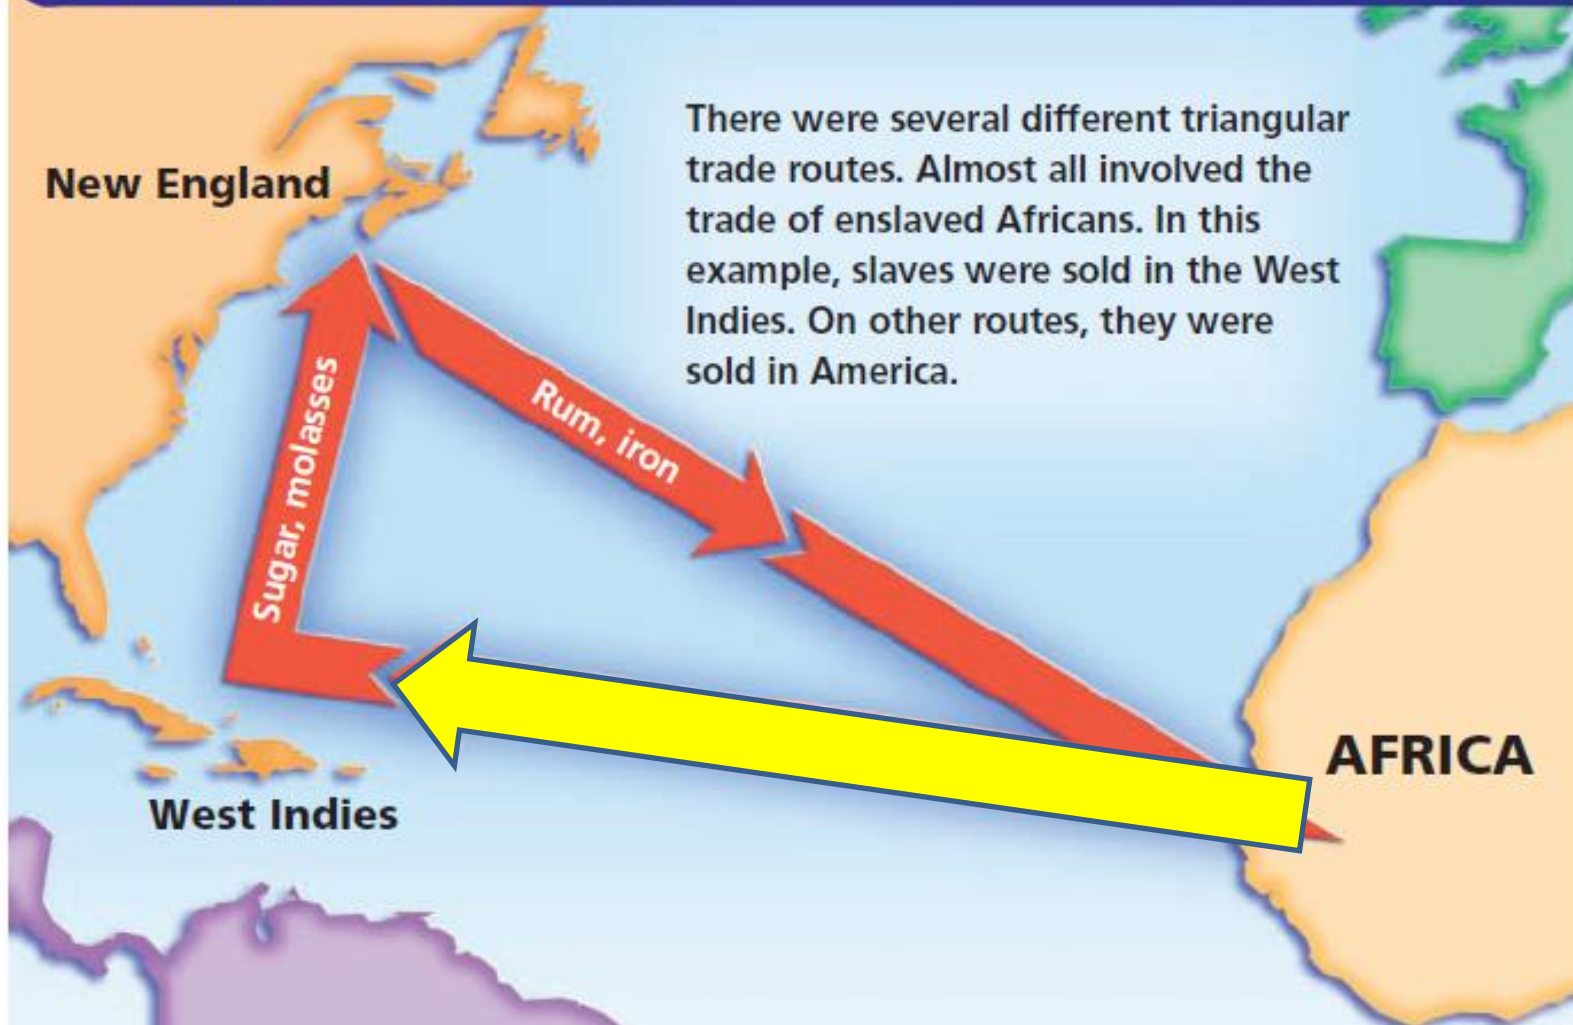 New England
There were several different triangular
trade routes. Almost all involved the
trade of enslaved Africans. In this
example, slaves were sold in the West
Indies. On other routes, they were
sold in America.
Rum, iron
Sugar, molasses
AFRICA
West Indies